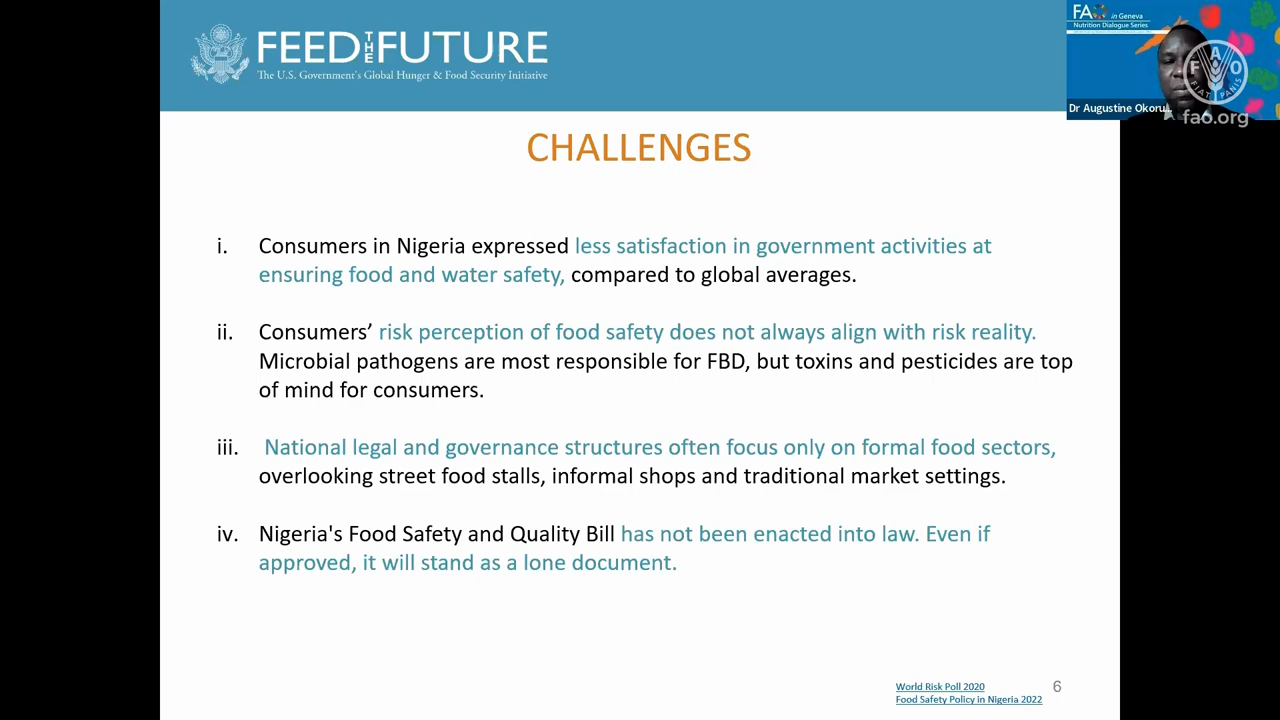 FEED THE FUTURE
The U.S. Government's Global Hunger & Food Security Initiative
FAO in Geneva
Nutrition Dialogue Series
FAO
FIAT PANIS
Dr Augustine Okoru...
fao.org
CHALLENGES
i. Consumers in Nigeria expressed less satisfaction in government activities at
ensuring food and water safety, compared to global averages.
ii. Consumers’ risk perception of food safety does not always align with risk reality.
Microbial pathogens are most responsible for FBD, but toxins and pesticides are top
of mind for consumers.
iii. National legal and governance structures often focus only on formal food sectors,
overlooking street food stalls, informal shops and traditional market settings.
iv. Nigeria's Food Safety and Quality Bill has not been enacted into law. Even if
approved, it will stand as a lone document.
World Risk Poll 2020
Food Safety Policy in Nigeria 2022
6